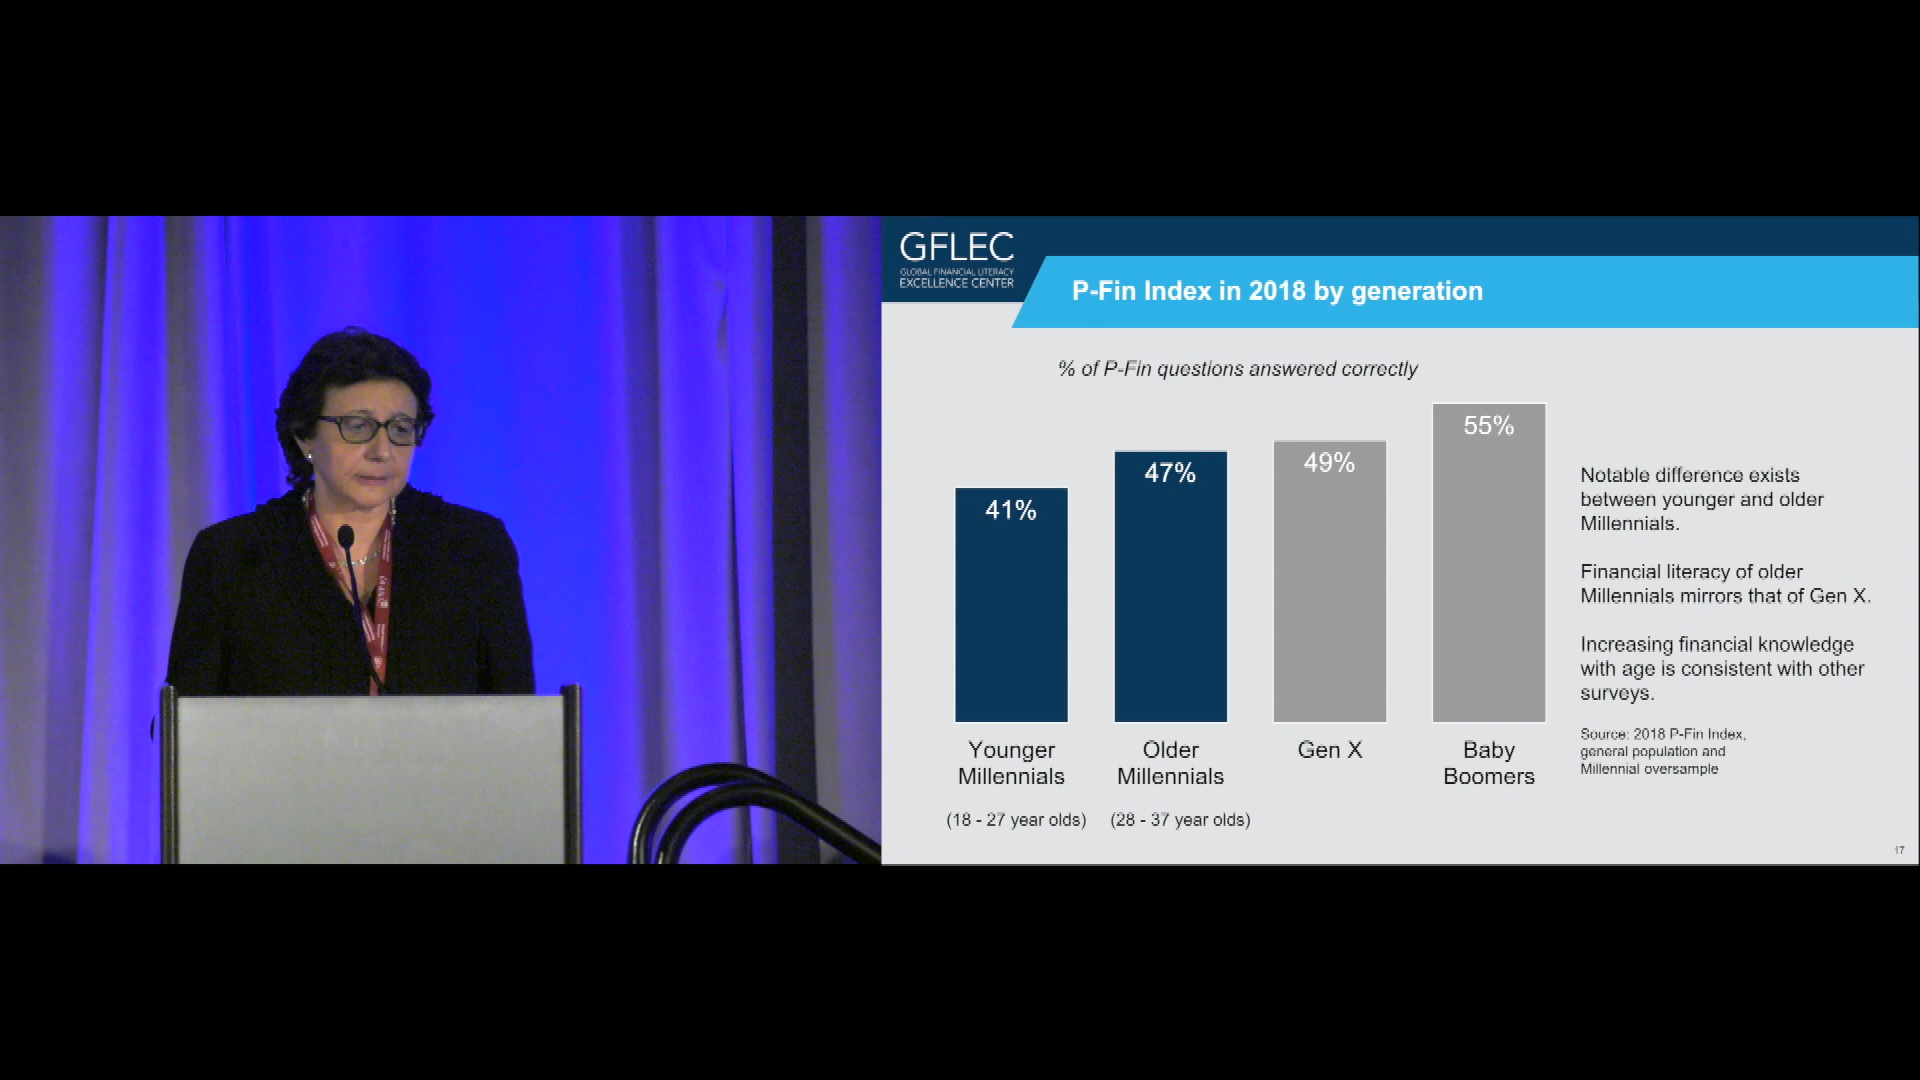 GFLEC
GLOBAL FINANCIAL LITERACY
EXCELLENCE CENTER
P-Fin Index in 2018 by generation
% of P-Fin questions answered correctly
41%
47%
49%
55%
Younger
Millennials
(18 - 27 year olds)
Older
Millennials
(28 - 37 year olds)
Gen X
Baby
Boomers
Notable difference exists
between younger and older
Millennials.
Financial literacy of older
Millennials mirrors that of Gen X.
Increasing financial knowledge
with age is consistent with other
surveys.
Source: 2018 P-Fin Index,
general population and
Millennial oversample
17